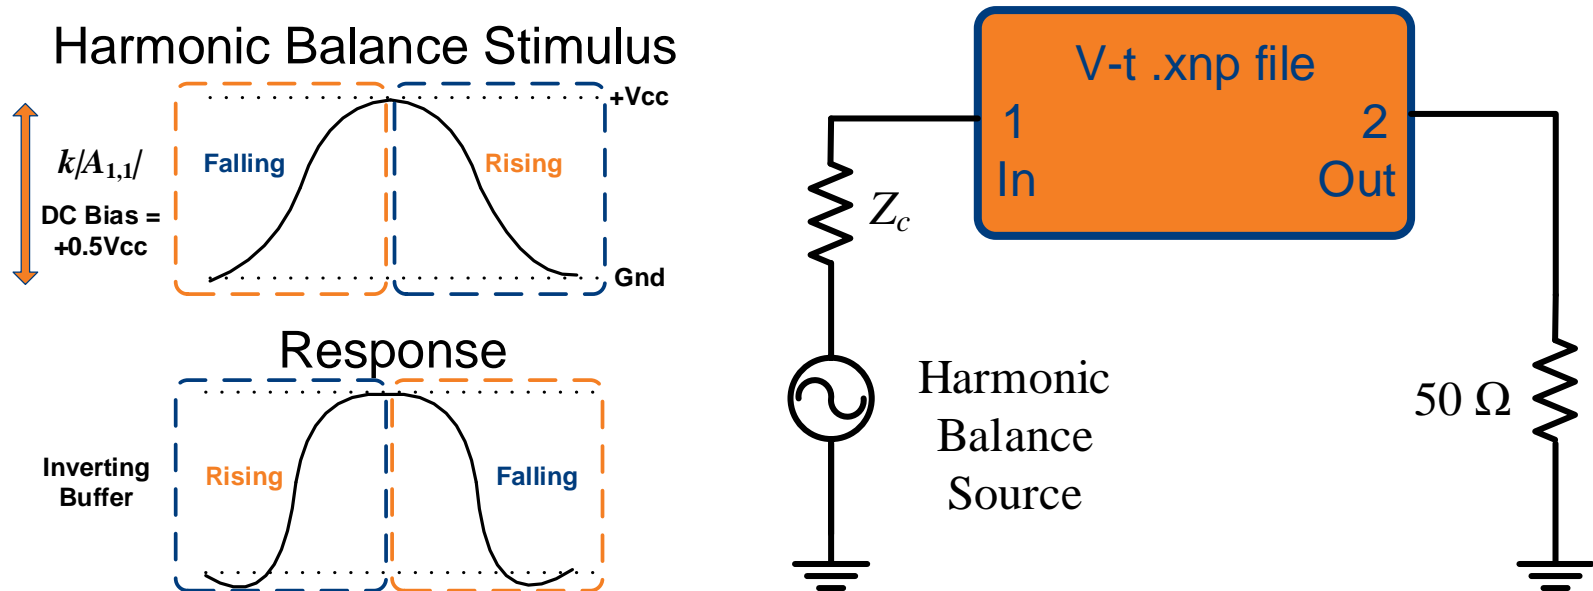 Harmonic Balance Stimulus
+Vcc
k|A1,1|
DC Bias =
+0.5Vcc
Falling
Rising
Gnd
Response
Inverting
Buffer
Rising
Falling
V-t .xnp file
1
2
In
Out
Zc
Harmonic
Balance
Source
50 Ω